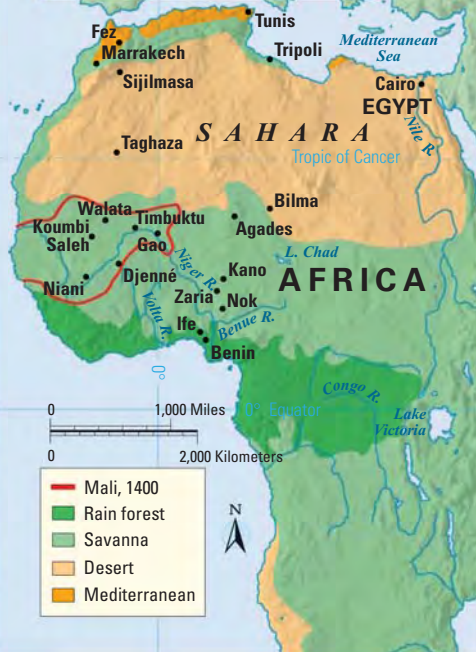 Tunis
Fez
Marrakech
Tripoli
Mediterranean
Sea
Sijilmasa
Cairo
EGYPT
Nile R.
SAHARA
Taghaza
Tropic of Cancer
Walata
Timbuktu
Bilma
Koumbi
Saleh
Gao
Agades
L. Chad
Niani
Djenné
Niger R.
Kano
AFRICA
Zaria
Nok
Volta R.
Ife
Benue R.
Benin
0°
Congo R.
0 1,000 Miles
0° Equator
Lake
Victoria
0 2,000 Kilometers
Mali, 1400
Rain forest
Savanna
Desert
Mediterranean
N